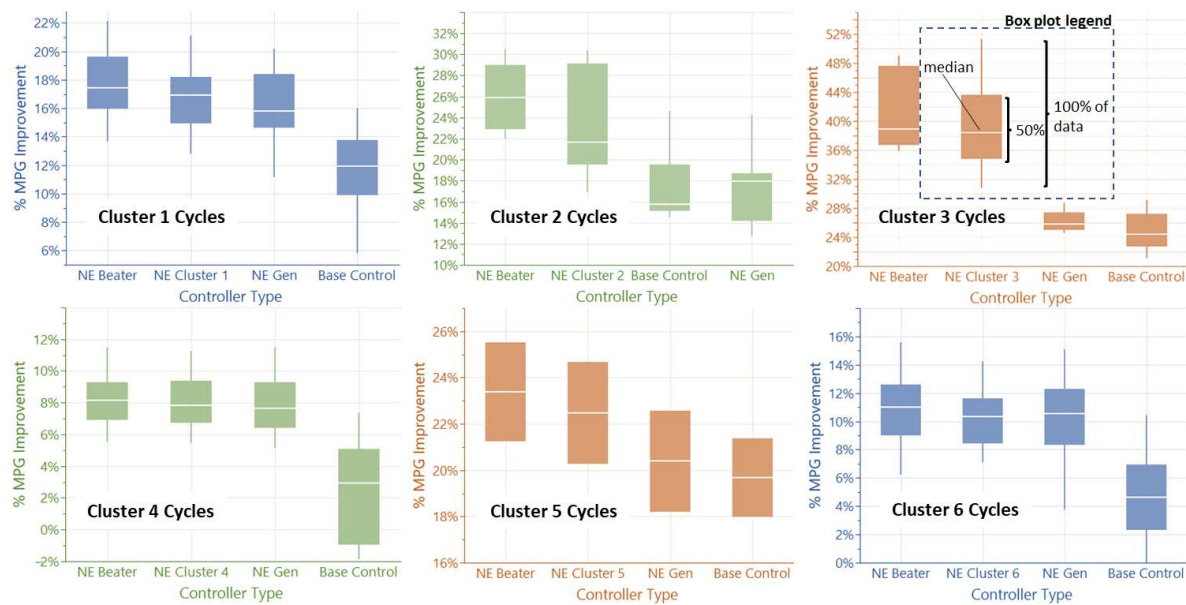 % MPG Improvement
22%
20%
18%
16%
14%
12%
10%
8%
6%
Cluster 1 Cycles
NE Beater NE Cluster 1 NE Gen Base Control
Controller Type
% MPG Improvement
32%
30%
28%
26%
24%
22%
20%
18%
16%
14%
12%
10%
Cluster 2 Cycles
NE Beater NE Cluster 2 Base Control NE Gen
Controller Type
% MPG Improvement
52%
48%
44%
40%
36%
32%
28%
24%
20%
Box plot legend
median
50%
100% of
data
Cluster 3 Cycles
NE Beater NE Cluster 3 NE Gen Base Control
Controller Type
% MPG Improvement
12%
10%
8%
6%
4%
2%
0%
−2%
Cluster 4 Cycles
NE Beater NE Cluster 4 NE Gen Base Control
Controller Type
% MPG Improvement
26%
24%
22%
20%
18%
16%
Cluster 5 Cycles
NE Beater NE Cluster 5 NE Gen Base Control
Controller Type
% MPG Improvement
16%
14%
12%
10%
8%
6%
4%
2%
0%
Cluster 6 Cycles
NE Beater NE Cluster 6 NE Gen Base Control
Controller Type